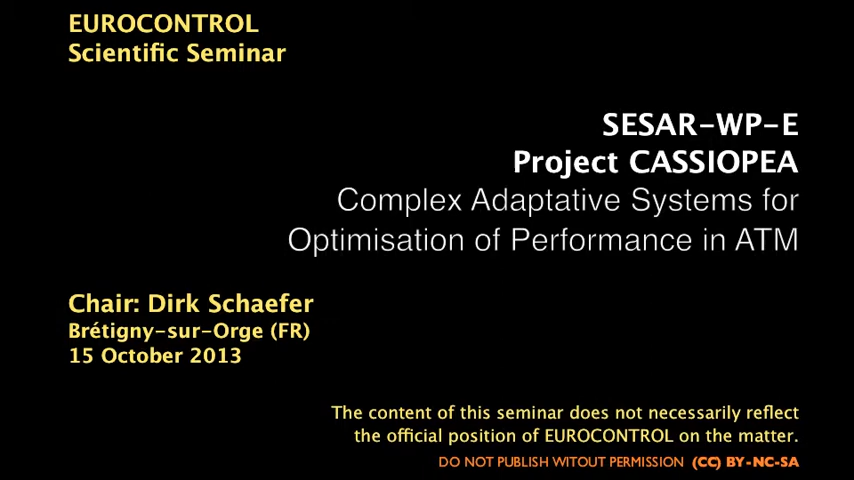 EUROCONTROL
Scientific Seminar
SESAR-WP-E
Project CASSIOPEA
Complex Adaptative Systems for
Optimisation of Performance in ATM
Chair: Dirk Schaefer
Brétigny-sur-Orge (FR)
15 October 2013
The content of this seminar does not necessarily reflect
the official position of EUROCONTROL on the matter.
DO NOT PUBLISH WITOUT PERMISSION (CC) BY-NC-SA